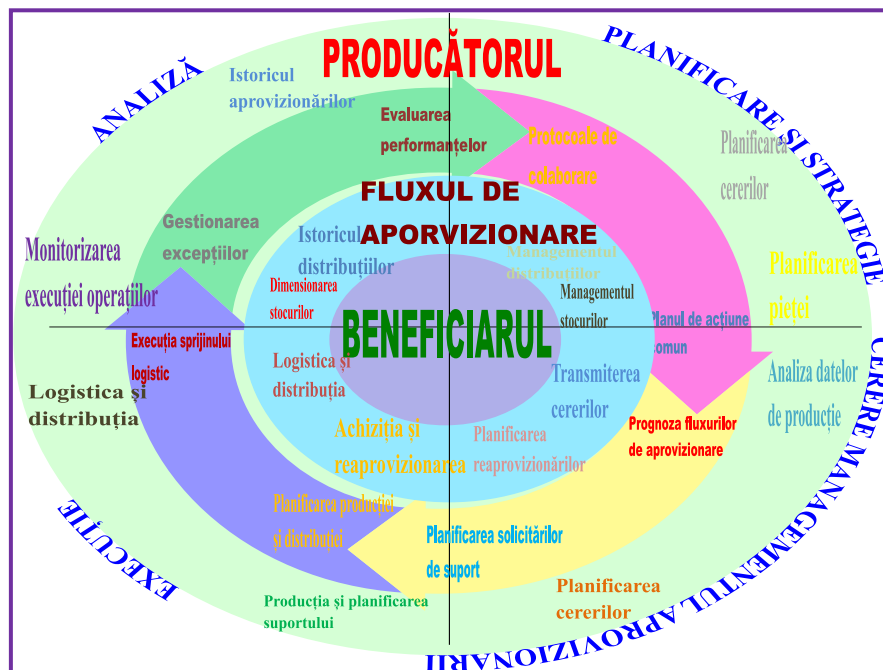 PRODUCĂTORUL
ANALIZĂ
PLANIFICARE ȘI STRATEGIE
Istoricul
aprovizionărilor
Evaluarea
performanțelor
Protocoale de
colaborare
Planificarea
cererilor
FLUXUL DE
APORVIZIONARE
Gestionarea
excepțiilor
Istoricul
distribuțiilor
Managementul
distribuțiilor
Monitorizarea
execuției operațiilor
Dimensionarea
stocurilor
Managementul
stocurilor
Planificarea
pieței
BENEFICIARUL
Planul de acțiune
comun
Execuția sprijinului
logistic
Logistica și
distribuția
Logistica și
distribuția
Transmiterea
cererilor
Analiza datelor
de producție
Prognoza fluxurilor
de aprovizionare
Achiziția și
reaprovizionarea
Planificarea
reaprovizionărilor
Planificarea producției
și distribuției
Planificarea solicitărilor
de suport
Producția și planificarea
suportului
Planificarea
cererilor
EXECUȚIE
CERERE MANAGEMENTUL APROVIZIONARII